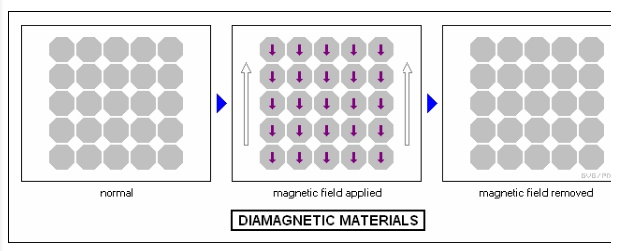 normal
magnetic field applied
magnetic field removed
DIAMAGNETIC MATERIALS